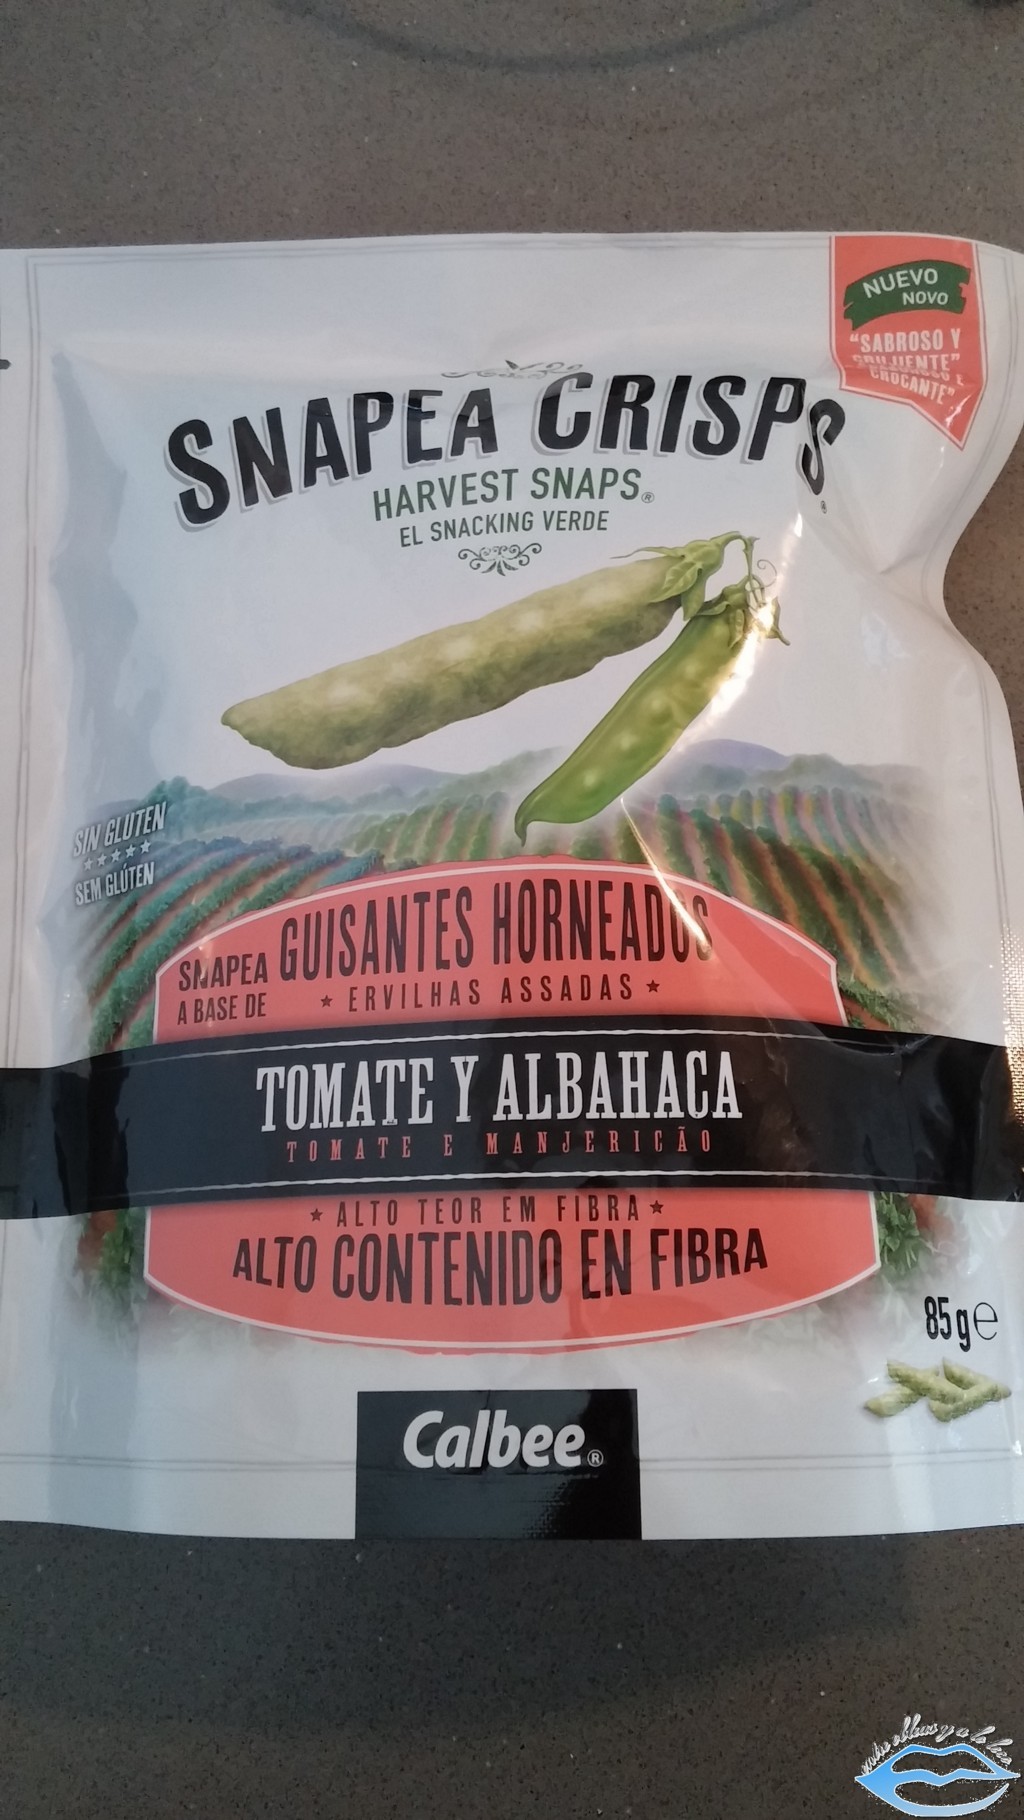 NUEVO
NOVO
"SABROSO Y
CRUJIENTE"
CROCANTE"
SNAPEA CRISPS®
HARVEST SNAPS®
EL SNACKING VERDE
SIN GLUTEN
SEM GLÚTEN
SNAPEA
A BASE DE
GUISANTES HORNEADOS
ERVILHAS ASSADAS
TOMATE Y ALBAHACA
TOMATE E MANJERICÃO
ALTO TEOR EM FIBRA
ALTO CONTENIDO EN FIBRA
85g℮
Calbee®